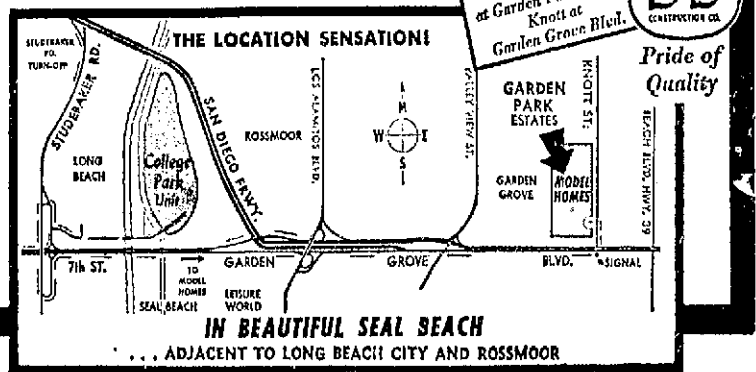 at Garden
Knott at
Garden Grove Blvd.
CONSTRUCTION CO.
Pride of
Quality
THE LOCATION SENSATION!
STUDEBAKER
RD.
TURN-OFF
STUDEBAKER RD.
LONG
BEACH
College
Park
Unit
SAN DIEGO FRWY.
ROSSMOOR
LOS ALAMITOS BLVD.
N
W E
S
VALLEY VIEW ST.
GARDEN
PARK
ESTATES
GARDEN
GROVE
MODEL
HOMES
KNOTT ST.
BEACH BLVD. HWY. 39
7th ST.
TO
MODEL
HOMES
GARDEN GROVE BLVD.
SIGNAL
SEAL BEACH
LEISURE
WORLD
IN BEAUTIFUL SEAL BEACH
... ADJACENT TO LONG BEACH CITY AND ROSSMOOR